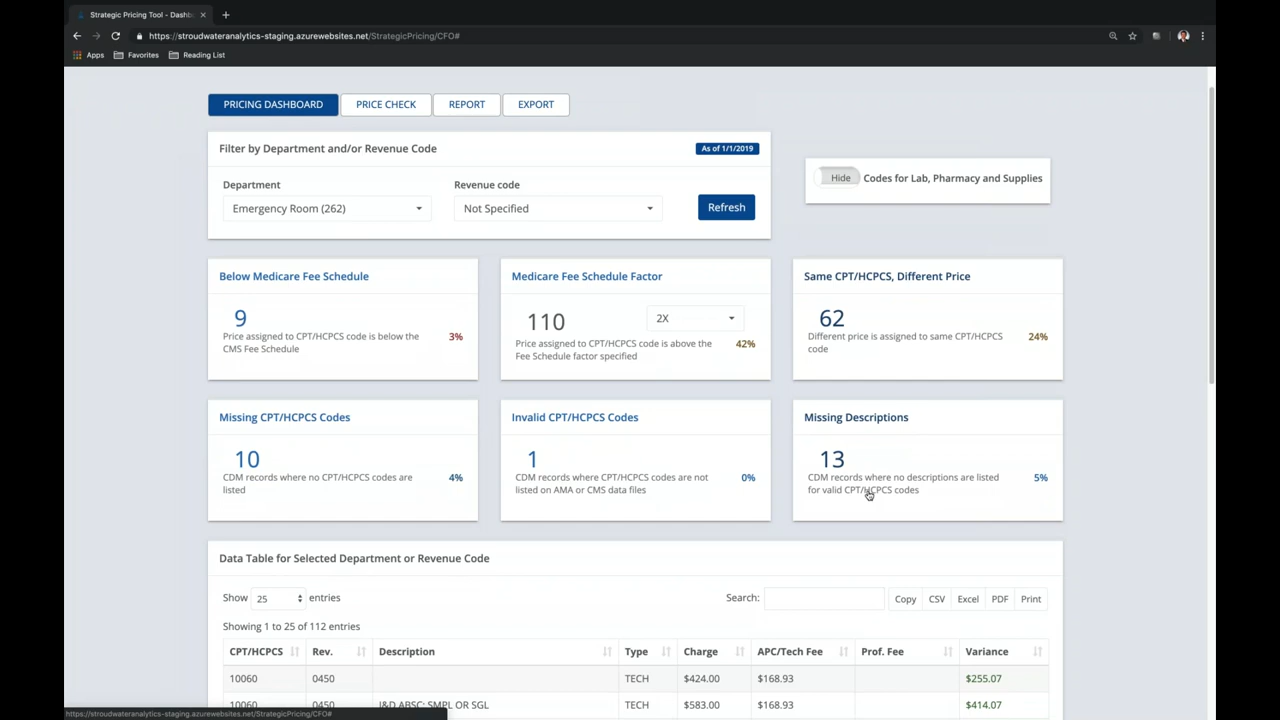 Strategic Pricing Tool - Dashb
https://stroudwateranalytics-staging.azurewebsites.net/StrategicPricing/CFO#
Apps Favorites Reading List
PRICING DASHBOARD PRICE CHECK REPORT EXPORT
Filter by Department and/or Revenue Code As of 1/1/2019
Department Revenue code
Emergency Room (262) Not Specified Refresh
Hide Codes for Lab, Pharmacy and Supplies
Below Medicare Fee Schedule
9
Price assigned to CPT/HCPCS code is below the
CMS Fee Schedule
3%
Medicare Fee Schedule Factor
110 2X
Price assigned to CPT/HCPCS code is above the
Fee Schedule factor specified
42%
Same CPT/HCPCS, Different Price
62
Different price is assigned to same CPT/HCPCS
code
24%
Missing CPT/HCPCS Codes
10
CDM records where no CPT/HCPCS codes are
listed
4%
Invalid CPT/HCPCS Codes
1
CDM records where CPT/HCPCS codes are not
listed on AMA or CMS data files
0%
Missing Descriptions
13
CDM records where no descriptions are listed
for valid CPT/HCPCS codes
5%
Data Table for Selected Department or Revenue Code
Show 25 entries Search: Copy CSV Excel PDF Print
Showing 1 to 25 of 112 entries
CPT/HCPCS Rev. Description Type Charge APC/Tech Fee Prof. Fee Variance
10060 0450 TECH $424.00 $168.93 $255.07
10060 0450 I&D ABSC; SMPL OR SGL TECH $583.00 $168.93 $414.07
https://stroudwateranalytics-staging.azurewebsites.net/StrategicPricing/CFO#